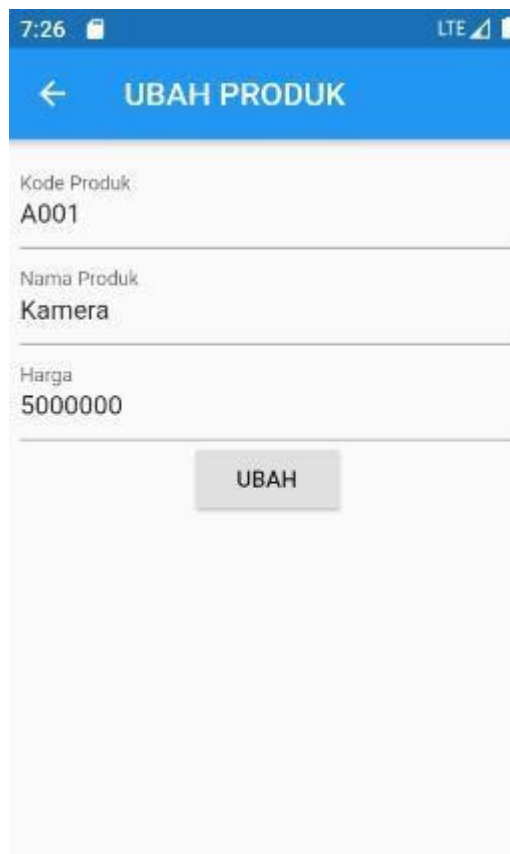 7:26 LTE
UBAH PRODUK
Kode Produk
A001
Nama Produk
Kamera
Harga
5000000
UBAH